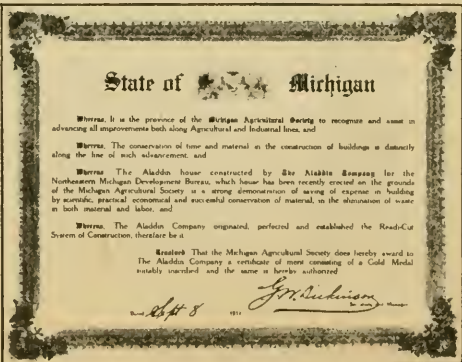 State of Michigan
Whereas, It is the province of the Michigan Agricultural Society to recognize and assist in
advancing all improvements both along Agricultural and Industrial lines, and
Whereas, The conservation of time and material in the construction of buildings is distinctly
along the line of such advancement, and
Whereas, The Aladdin house constructed by The Aladdin Company for the
Northeastern Michigan Development Bureau, which house has been recently erected on the grounds
of the Michigan Agricultural Society is a strong demonstration of saving of expense in building
by scientific, practical economical and successful conservation of material, in the elimination of waste
in both material and labor, and
Whereas, The Aladdin Company originated, perfected and established the Readi-Cut
System of Construction, therefore be it
Resolved That the Michigan Agricultural Society does hereby award to
The Aladdin Company a certificate of merit consisting of a Gold Medal
suitably inscribed and the same is hereby authorized
Dated Sept 8
G.W. Dickinson